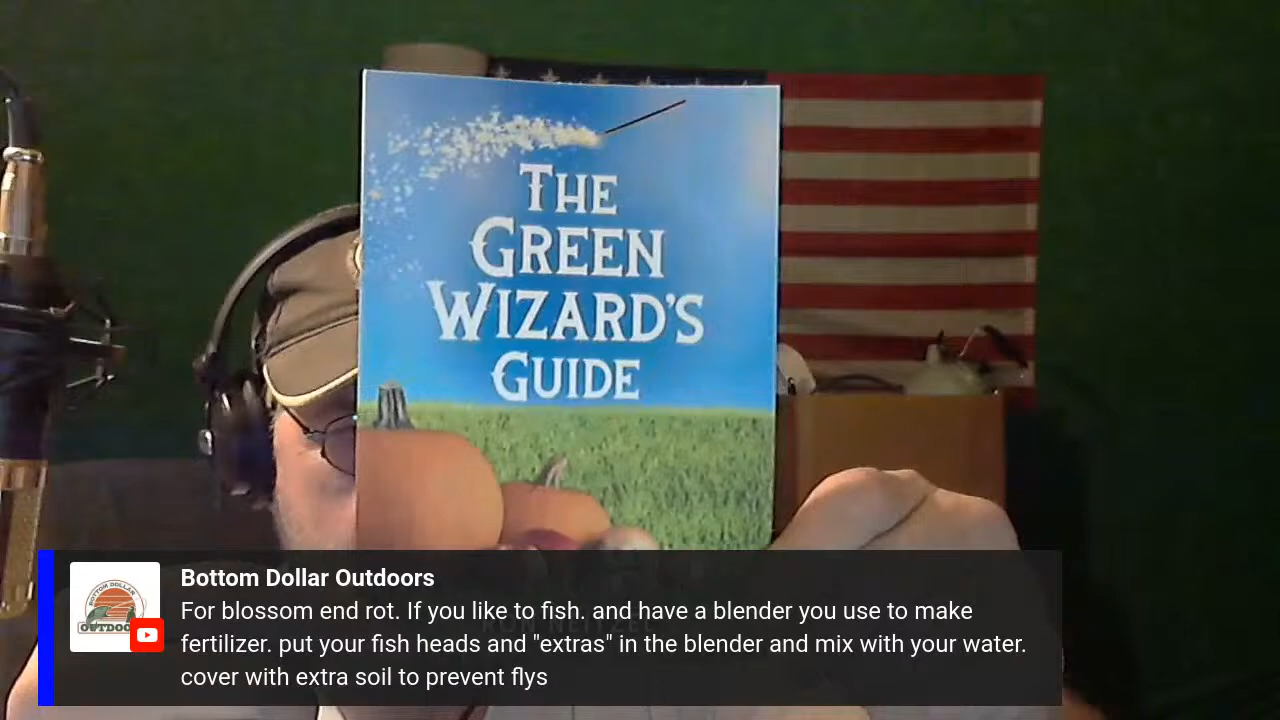 THE
GREEN
WIZARD'S
GUIDE
Bottom Dollar Outdoors
For blossom end rot. If you like to fish. and have a blender you use to make
fertilizer. put your fish heads and "extras" in the blender and mix with your water.
cover with extra soil to prevent flys
BOTTOM DOLLAR